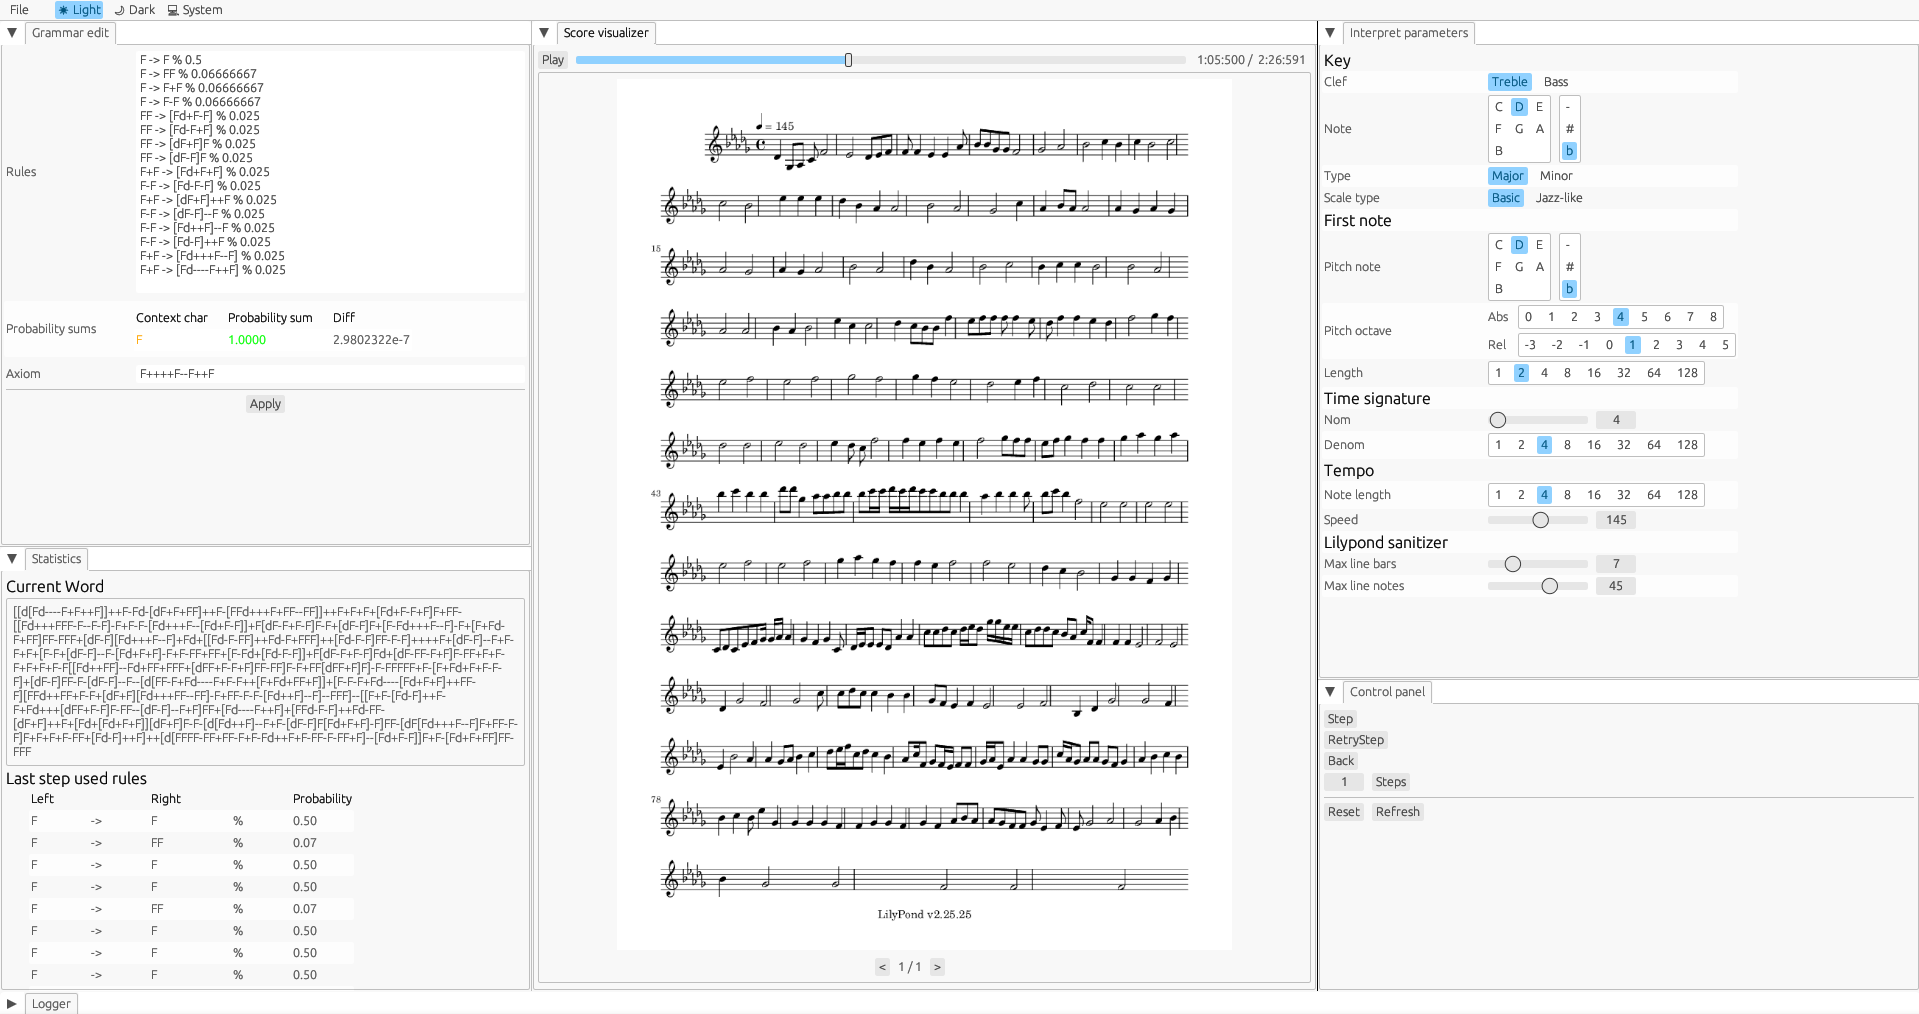 File ☀ Light 🌙 Dark 💻 System
▼ Grammar edit
Rules
F -> F % 0.5
F -> FF % 0.06666667
F -> F+F % 0.06666667
F -> F-F % 0.06666667
FF -> [Fd+F-F] % 0.025
FF -> [Fd-F+F] % 0.025
FF -> [dF+F]F % 0.025
FF -> [dF-F]F % 0.025
F+F -> [Fd+F+F] % 0.025
F-F -> [Fd-F-F] % 0.025
F+F -> [dF+F]++F % 0.025
F-F -> [dF-F]--F % 0.025
F-F -> [Fd++F]--F % 0.025
F-F -> [Fd-F]++F % 0.025
F+F -> [Fd+++F--F] % 0.025
F+F -> [Fd----F++F] % 0.025
Probability sums
Context char Probability sum Diff
F 1.0000 2.9802322e-7
Axiom F++++F--F++F
Apply
▼ Statistics
Current Word
[[d[Fd----F+F++F]]++F-Fd-[dF+F+FF]++F-[FFd+++F+FF--FF]]++F+F+F+[Fd+F-F+F]F+FF-
[[Fd+++FFF-F--F-F]-F+F-F-[Fd+++F--[Fd+F-F]]+F[dF-F+F-F]F-F+[dF-F]F+[F-Fd+++F--F]-F+[F+Fd-
F+FF]FF-FFF+[dF-F][Fd+++F--F]+Fd+[[Fd-F-FF]++Fd-F+FFF]++[Fd-F-F]FF-F-F]++++F+[dF-F]--F+F-
F+F+[F-F+[dF-F]--F-[Fd+F+F]-F+F-FF+FF+[F-Fd+[Fd-F-F]]+F[dF-F+F-F]Fd+[dF-FF-F+F]F-FF+F+F-
F+F+F+F-F[[Fd++FF]--Fd+FF+FFF+[dFF+F-F+F]FF-FF]F-F+FF[dFF+F]F]-F-FFFFF+F-[F+Fd+F+F-F-
F]+[dF-F]FF-F-[dF-F]--F--[d[FF-F+Fd----F+F-F++[F+Fd+FF+F]]+[F-F-F+Fd----[Fd+F+F]++FF-
F][FFd++FF+F-F+[dF+F][Fd+++FF--FF]-F+FF-F-F-[Fd++F]--F]--FFF]--[[F+F-[Fd-F]++F-
F+Fd+++[dFF+F-F]F-FF--[dF-F]--F+F]FF+[Fd----F++F]+[FFd-F-F]++Fd-FF-
[dF+F]++F+[Fd+[Fd+F+F]][dF+F]F-F-[d[Fd++F]--F+F-[dF-F]F[Fd+F+F]-F]FF-[dF[Fd+++F--F]F+FF-F-
F]F+F+F+F-FF+[Fd-F]++F]++[d[FFFF-FF+FF-F+F-Fd++F+F-FF-F-FF+F]--[Fd+F-F]]F+F-[Fd+F+FF]FF-
FFF
Last step used rules
Left Right Probability
F -> F % 0.50
F -> FF % 0.07
F -> F % 0.50
F -> F % 0.50
F -> FF % 0.07
F -> F % 0.50
F -> F % 0.50
F -> F % 0.50
▶ Logger
▼ Score visualizer
Play 1:05:500 / 2:26:591
= 145
15
43
78
LilyPond v2.25.25
< 1 / 1 >
▼ Interpret parameters
Key
Clef Treble Bass
Note
C D E -
F G A #
B b
Type Major Minor
Scale type Basic Jazz-like
First note
Pitch note
C D E -
F G A #
B b
Pitch octave
Abs 0 1 2 3 4 5 6 7 8
Rel -3 -2 -1 0 1 2 3 4 5
Length 1 2 4 8 16 32 64 128
Time signature
Nom 4
Denom 1 2 4 8 16 32 64 128
Tempo
Note length 1 2 4 8 16 32 64 128
Speed 145
Lilypond sanitizer
Max line bars 7
Max line notes 45
▼ Control panel
Step
RetryStep
Back
1 Steps
Reset Refresh